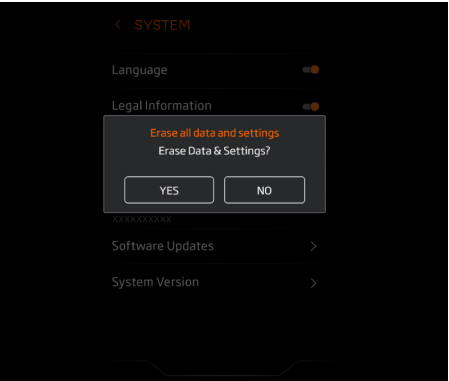 < SYSTEM
Language
Legal Information
Erase all data and settings
Erase Data & Settings?
YES NO
xxxxxxxxxx
Software Updates >
System Version >